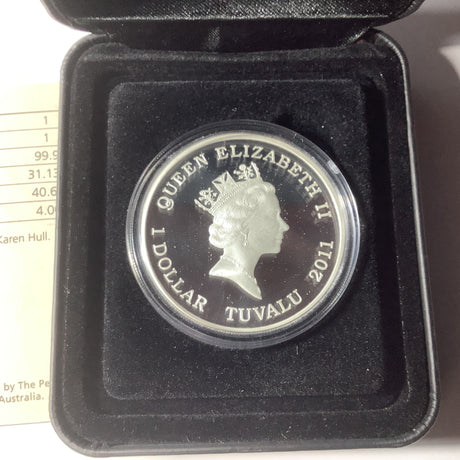 1
1
99.9
31.13
40.6
4.0
Karen Hull.
by The Pe
Australia.
QUEEN ELIZABETH II
1 DOLLAR TUVALU 2011